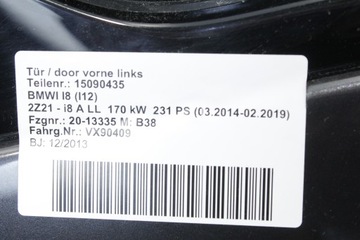 Tür / door vorne links
Teilenr.: 15090435
BMWI I8 (I12)
2Z21 - i8 A LL 170 kW 231 PS (03.2014-02.2019)
Fzgnr.: 20-13335 M: B38
Fahrg.Nr.: VX90409
BJ: 12/2013